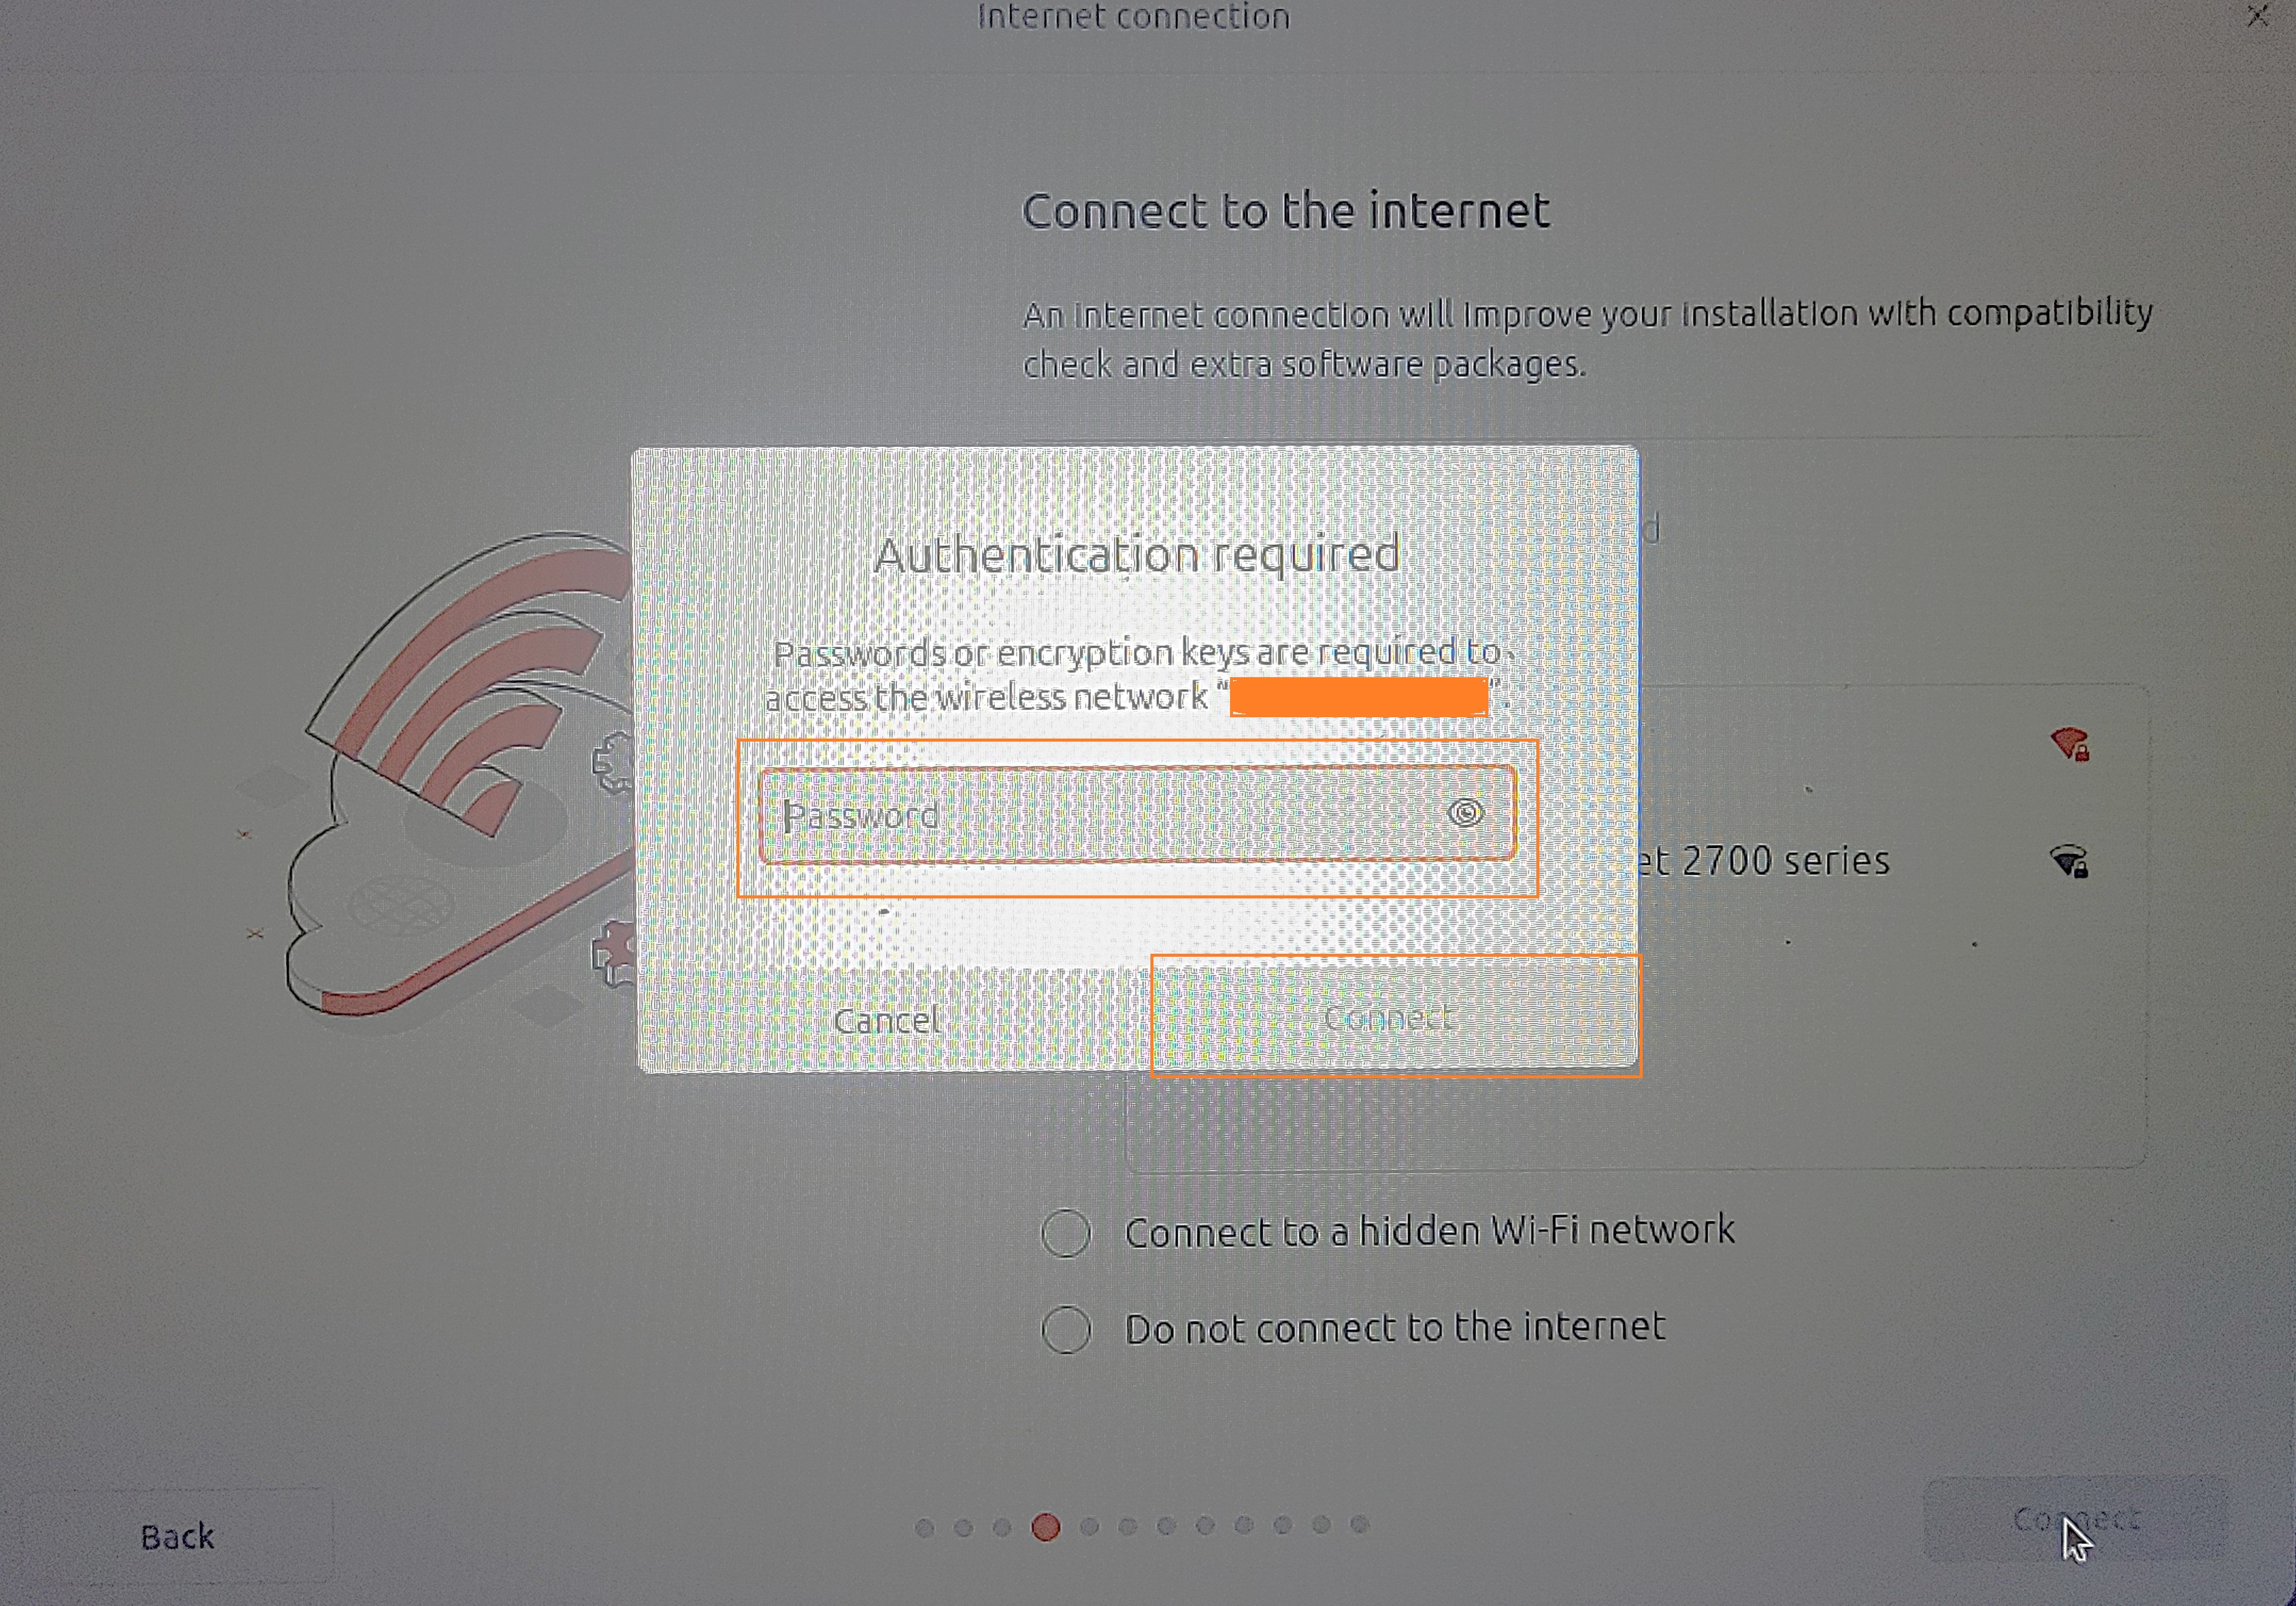 Internet connection
Connect to the internet
An internet connection will improve your installation with compatibility
check and extra software packages.
Authentication required
Passwords or encryption keys are required to
access the wireless network "
".
Password
et 2700 series
Cancel
Connect
Connect to a hidden Wi-Fi network
Do not connect to the internet
Back
Connect